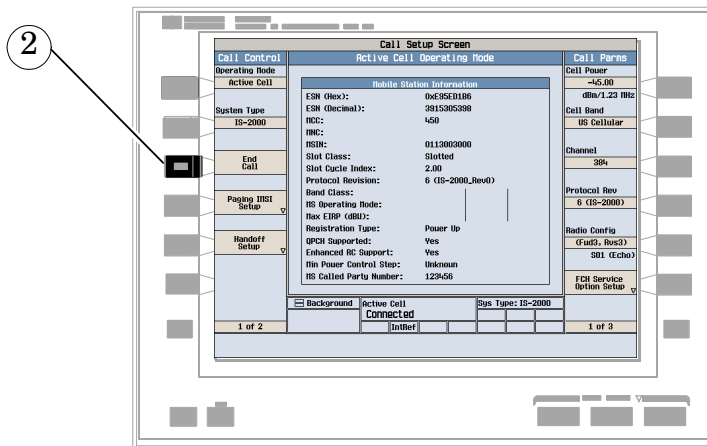 2
Call Setup Screen
Call Control
Active Cell Operating Mode
Call Parms
Operating Mode
Active Cell
System Type
IS-2000
End
Call
Paging IMSI
Setup
Handoff
Setup
1 of 2
Mobile Station Information
ESN (Hex): 0xE95ED1B6
ESN (Decimal): 3915305398
MCC: 450
MNC:
MSIN: 0113003000
Slot Class: Slotted
Slot Cycle Index: 2.00
Protocol Revision: 6 (IS-2000_Rev0)
Band Class:
MS Operating Mode:
Max EIRP (dBW):
Registration Type: Power Up
QPCH Supported: Yes
Enhanced RC Support: Yes
Min Power Control Step: Unknown
MS Called Party Number: 123456
Background
Active Cell
Sys Type: IS-2000
Connected
IntRef
Cell Power
-45.00
dBm/1.23 MHz
Cell Band
US Cellular
Channel
384
Protocol Rev
6 (IS-2000)
Radio Config
(Fwd3, Rvs3)
SO1 (Echo)
FCH Service
Option Setup
1 of 3